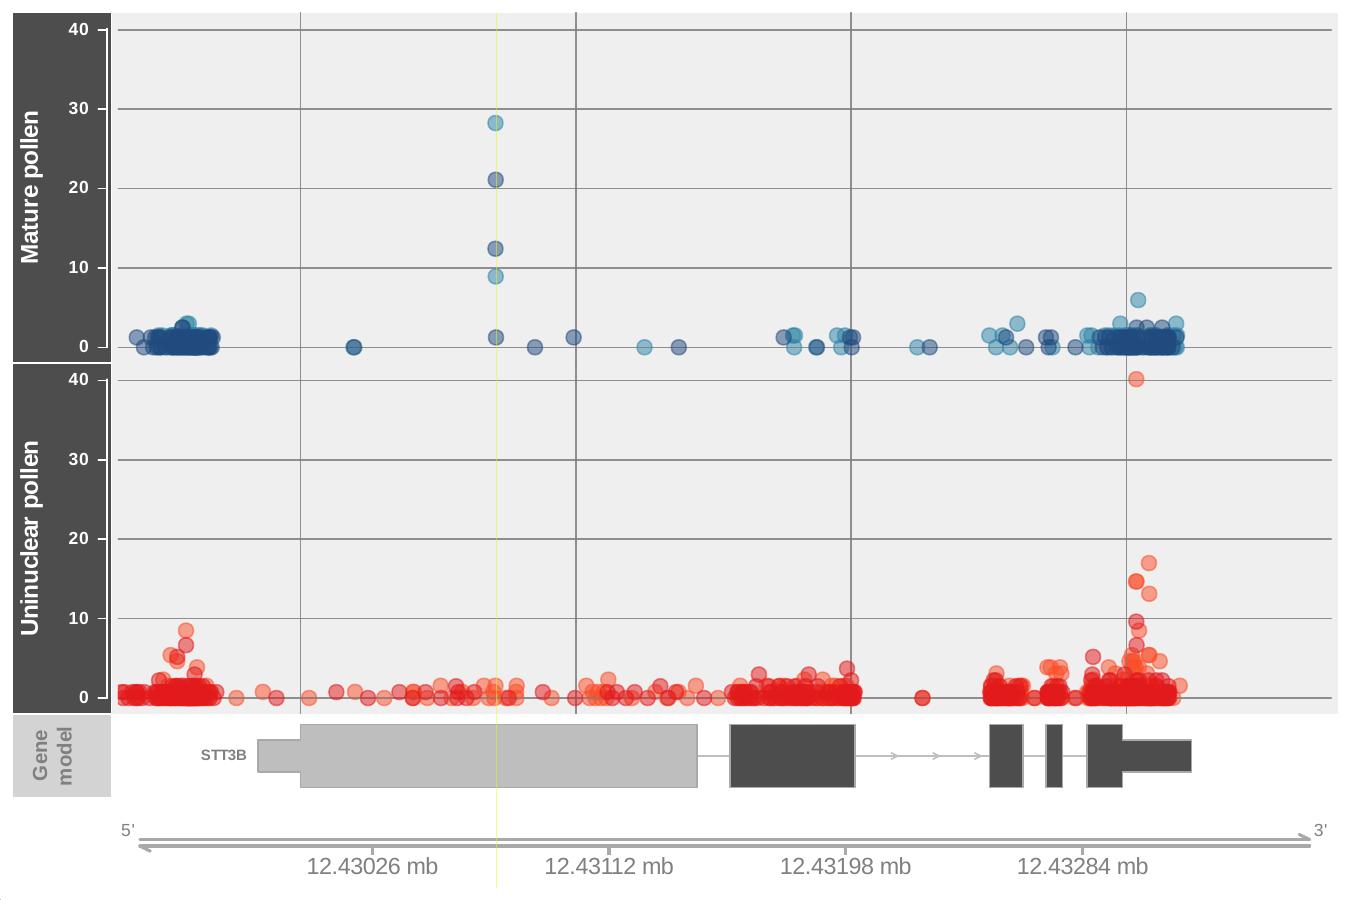 Mature pollen
40
30
20
10
0
Uninuclear pollen
40
30
20
10
0
Gene
model
STT3B
5'
3'
12.43026 mb
12.43112 mb
12.43198 mb
12.43284 mb